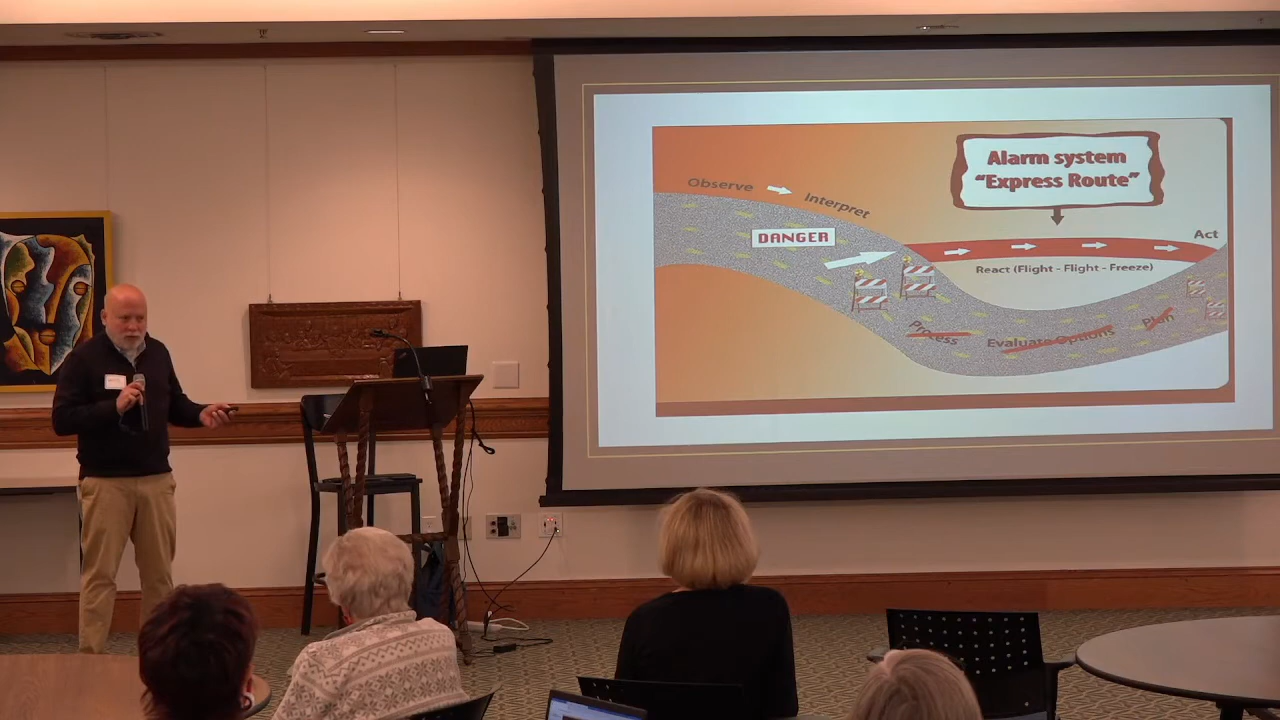 Alarm system
"Express Route"
Observe
Interpret
DANGER
Act
React (Flight - Flight - Freeze)
Process
Evaluate Options
Plan